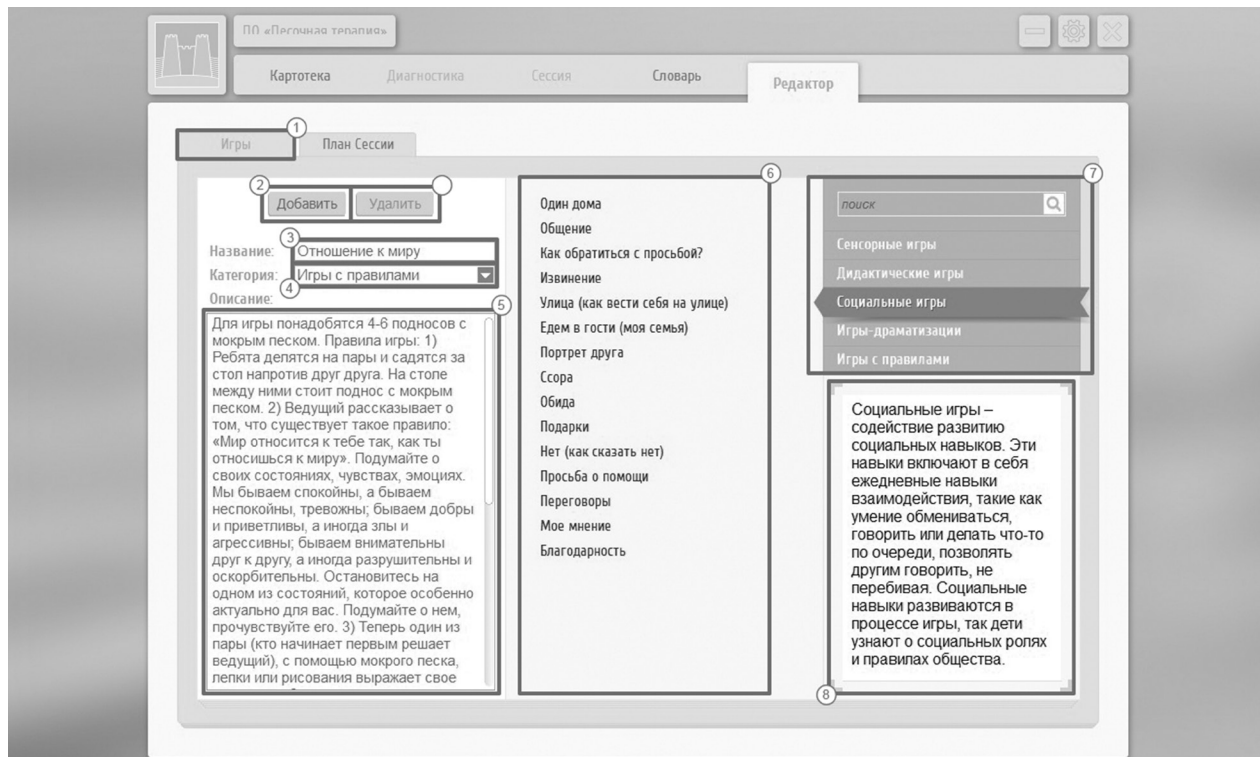 ПО «Песочная терапия»
Картотека Диагностика Сессия Словарь Редактор
1
Игры План Сессии
2
Добавить Удалить
3
Название: Отношение к миру
Категория: Игры с правилами
4
Описание:
5
Для игры понадобятся 4-6 подносов с
мокрым песком. Правила игры: 1)
Ребята делятся на пары и садятся за
стол напротив друг друга. На столе
между ними стоит поднос с мокрым
песком. 2) Ведущий рассказывает о
том, что существует такое правило:
«Мир относится к тебе так, как ты
относишься к миру». Подумайте о
своих состояниях, чувствах, эмоциях.
Мы бываем спокойны, а бываем
неспокойны, тревожны; бываем добры
и приветливы, а иногда злы и
агрессивны; бываем внимательны
друг к другу, а иногда разрушительны и
оскорбительны. Остановитесь на
одном из состояний, которое особенно
актуально для вас. Подумайте о нем,
прочувствуйте его. 3) Теперь один из
пары (кто начинает первым решает
ведущий), с помощью мокрого песка,
лепки или рисования выражает свое
6
Один дома
Общение
Как обратиться с просьбой?
Извинение
Улица (как вести себя на улице)
Едем в гости (моя семья)
Портрет друга
Ссора
Обида
Подарки
Нет (как сказать нет)
Просьба о помощи
Переговоры
Мое мнение
Благодарность
7
поиск
Сенсорные игры
Дидактические игры
Социальные игры
Игры-драматизации
Игры с правилами
Социальные игры –
содействие развитию
социальных навыков. Эти
навыки включают в себя
ежедневные навыки
взаимодействия, такие как
умение обмениваться,
говорить или делать что-то
по очереди, позволять
другим говорить, не
перебивая. Социальные
навыки развиваются в
процессе игры, так дети
узнают о социальных ролях
и правилах общества.
8